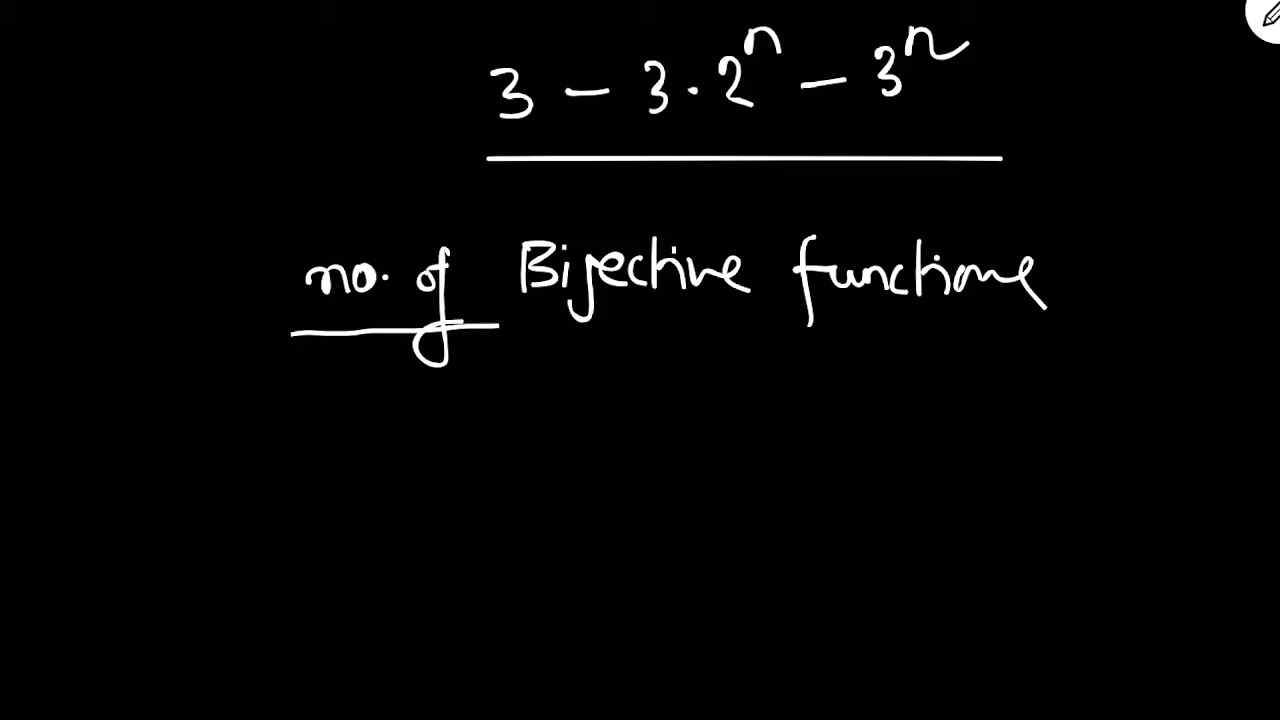 3 - 3 · 2ⁿ - 3ⁿ
no. of Bijective functions